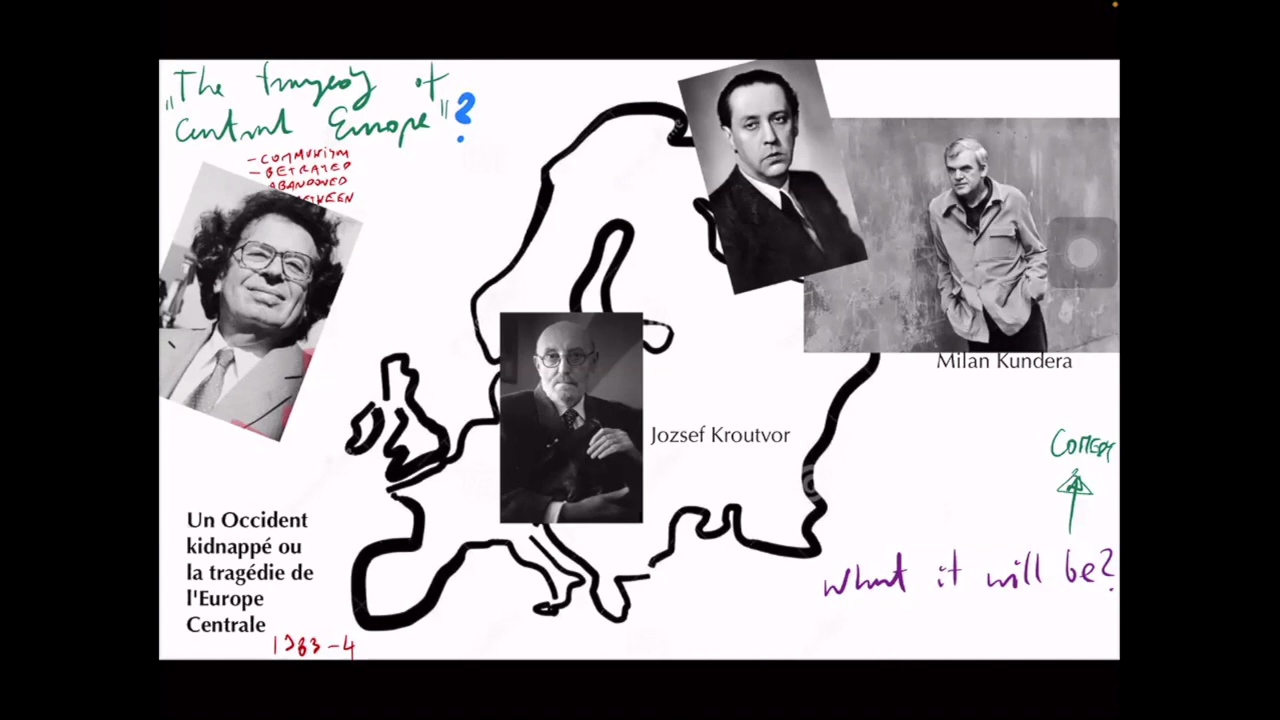 „The tragedy of
Central Europe" ?
- COMMUNISM
- BETRAYED
ABANDONED
Milan Kundera
Jozsef Kroutvor
COMEDY
Un Occident
kidnappé ou
la tragédie de
l'Europe
Centrale
1983-4
what it will be?